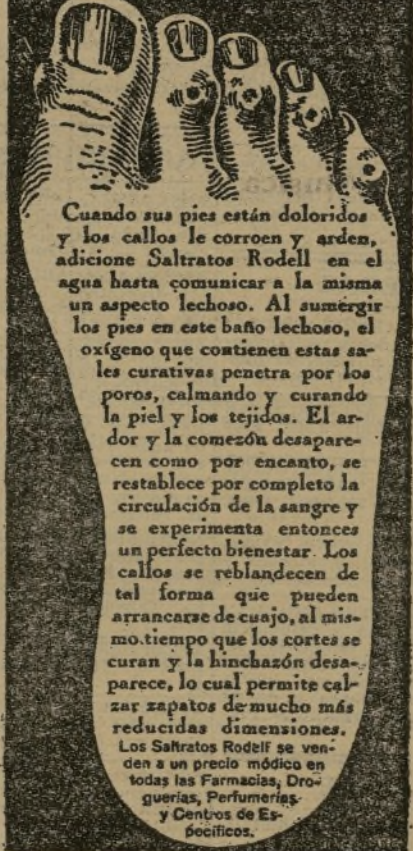 Cuando sus pies están doloridos
y los callos le corroen y arden,
adicione Saltratos Rodell en el
agua hasta comunicar a la misma
un aspecto lechoso. Al sumergir
los pies en este baño lechoso, el
oxígeno que contienen estas sa-
les curativas penetra por los
poros, calmando y curando
la piel y los tejidos. El ar-
dor y la comezón desapare-
cen como por encanto, se
restablece por completo la
circulación de la sangre y
se experimenta entonces
un perfecto bienestar. Los
callos se reblandecen de
tal forma que pueden
arrancarse de cuajo, al mis-
mo tiempo que los cortes se
curan y la hinchazón desa-
parece, lo cual permite cal-
zar zapatos de mucho más
reducidas dimensiones.
Los Saltratos Rodell se ven-
den a un precio módico en
todas las Farmacias, Dro-
guerías, Perfumerías
y Centros de Es-
pecíficos.